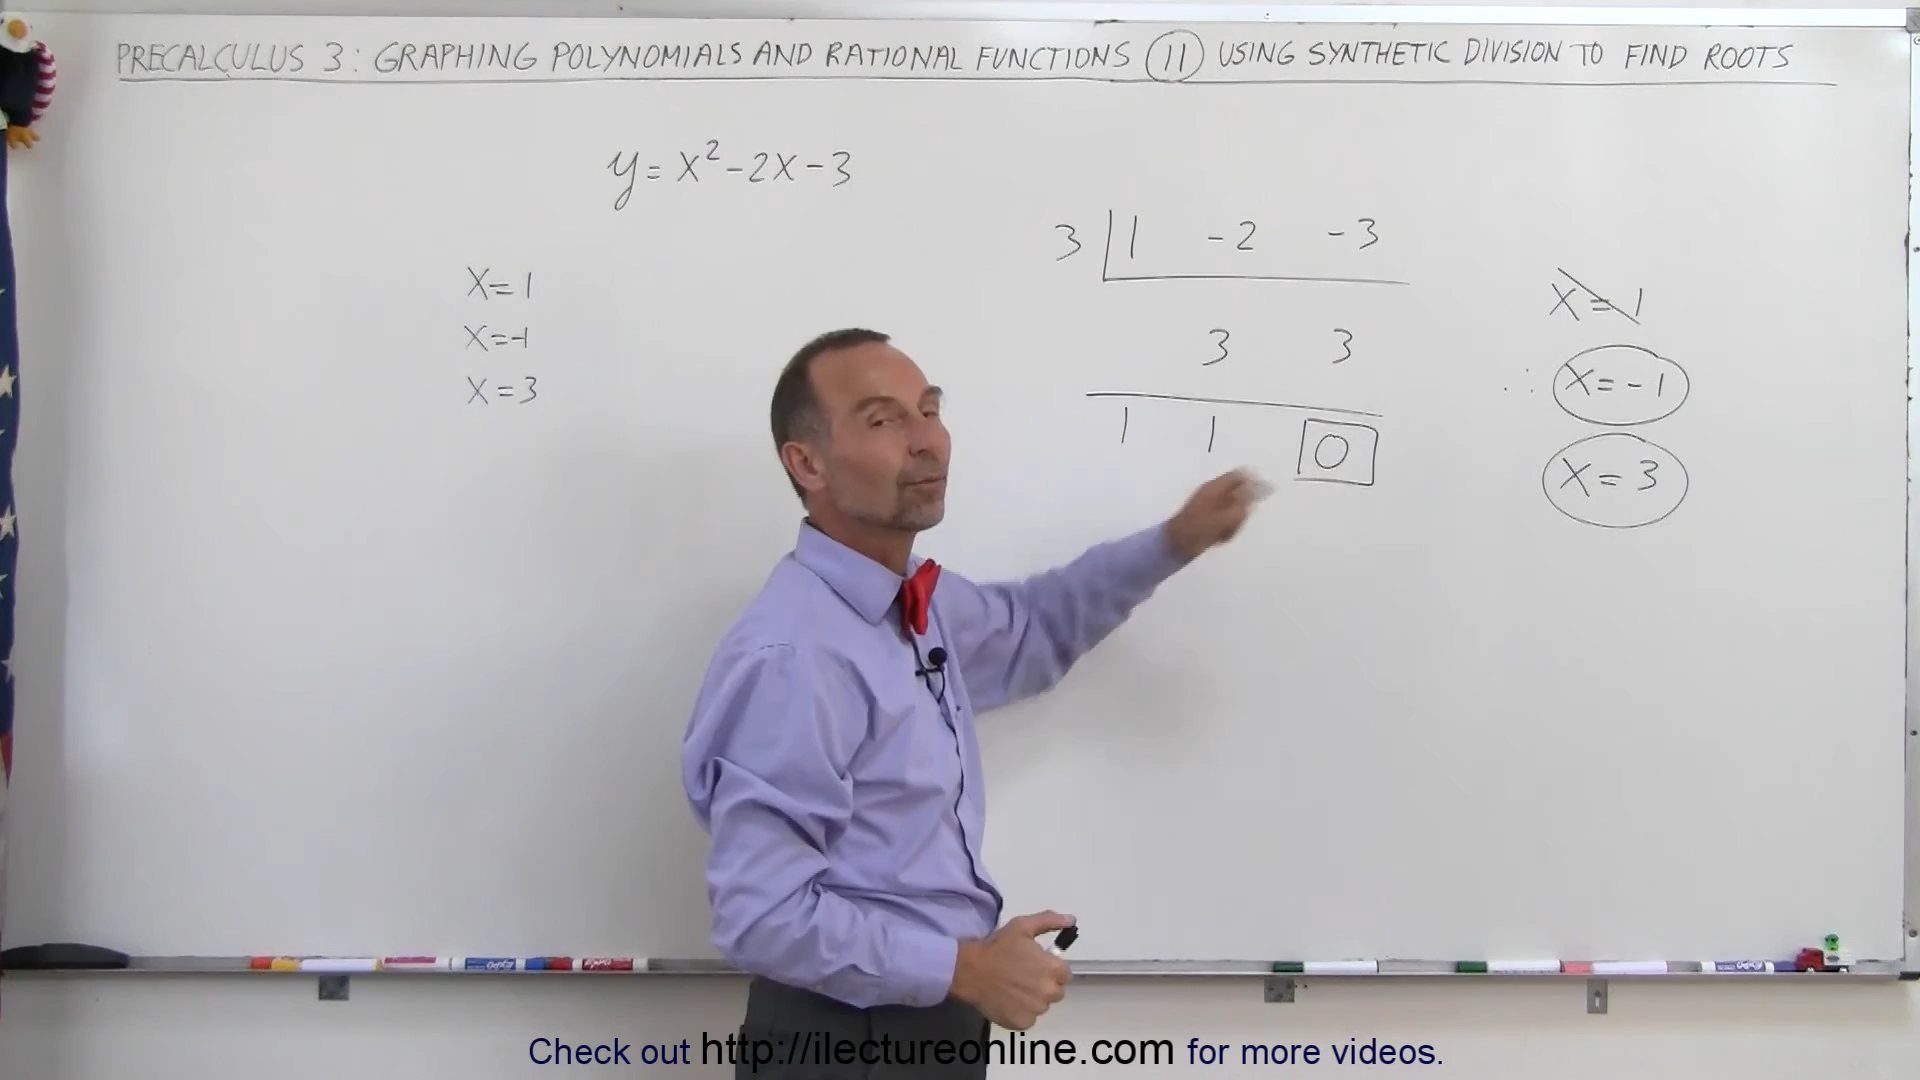 PRECALCULUS 3: GRAPHING POLYNOMIALS AND RATIONAL FUNCTIONS (11) USING SYNTHETIC DIVISION TO FIND ROOTS
y = x² - 2x - 3
x = 1
x = -1
x = 3
3 | 1 - 2 - 3
3 3
1 1 0
x = 1
∴ x = - 1
x = 3
Check out http://ilectureonline.com for more videos.